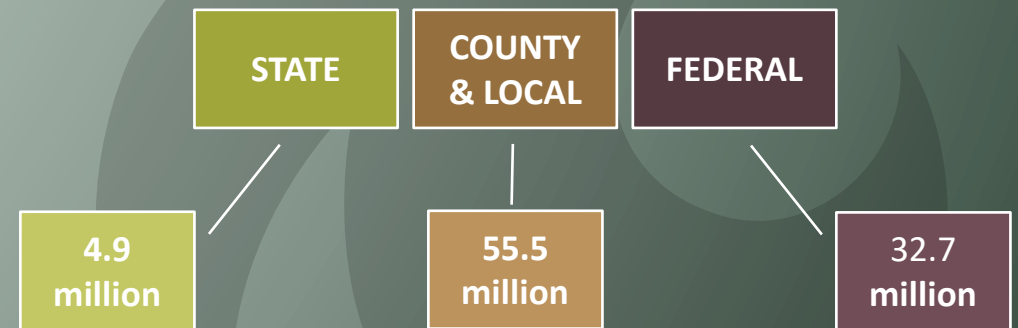 STATE
COUNTY
& LOCAL
FEDERAL
4.9
million
55.5
million
32.7
million